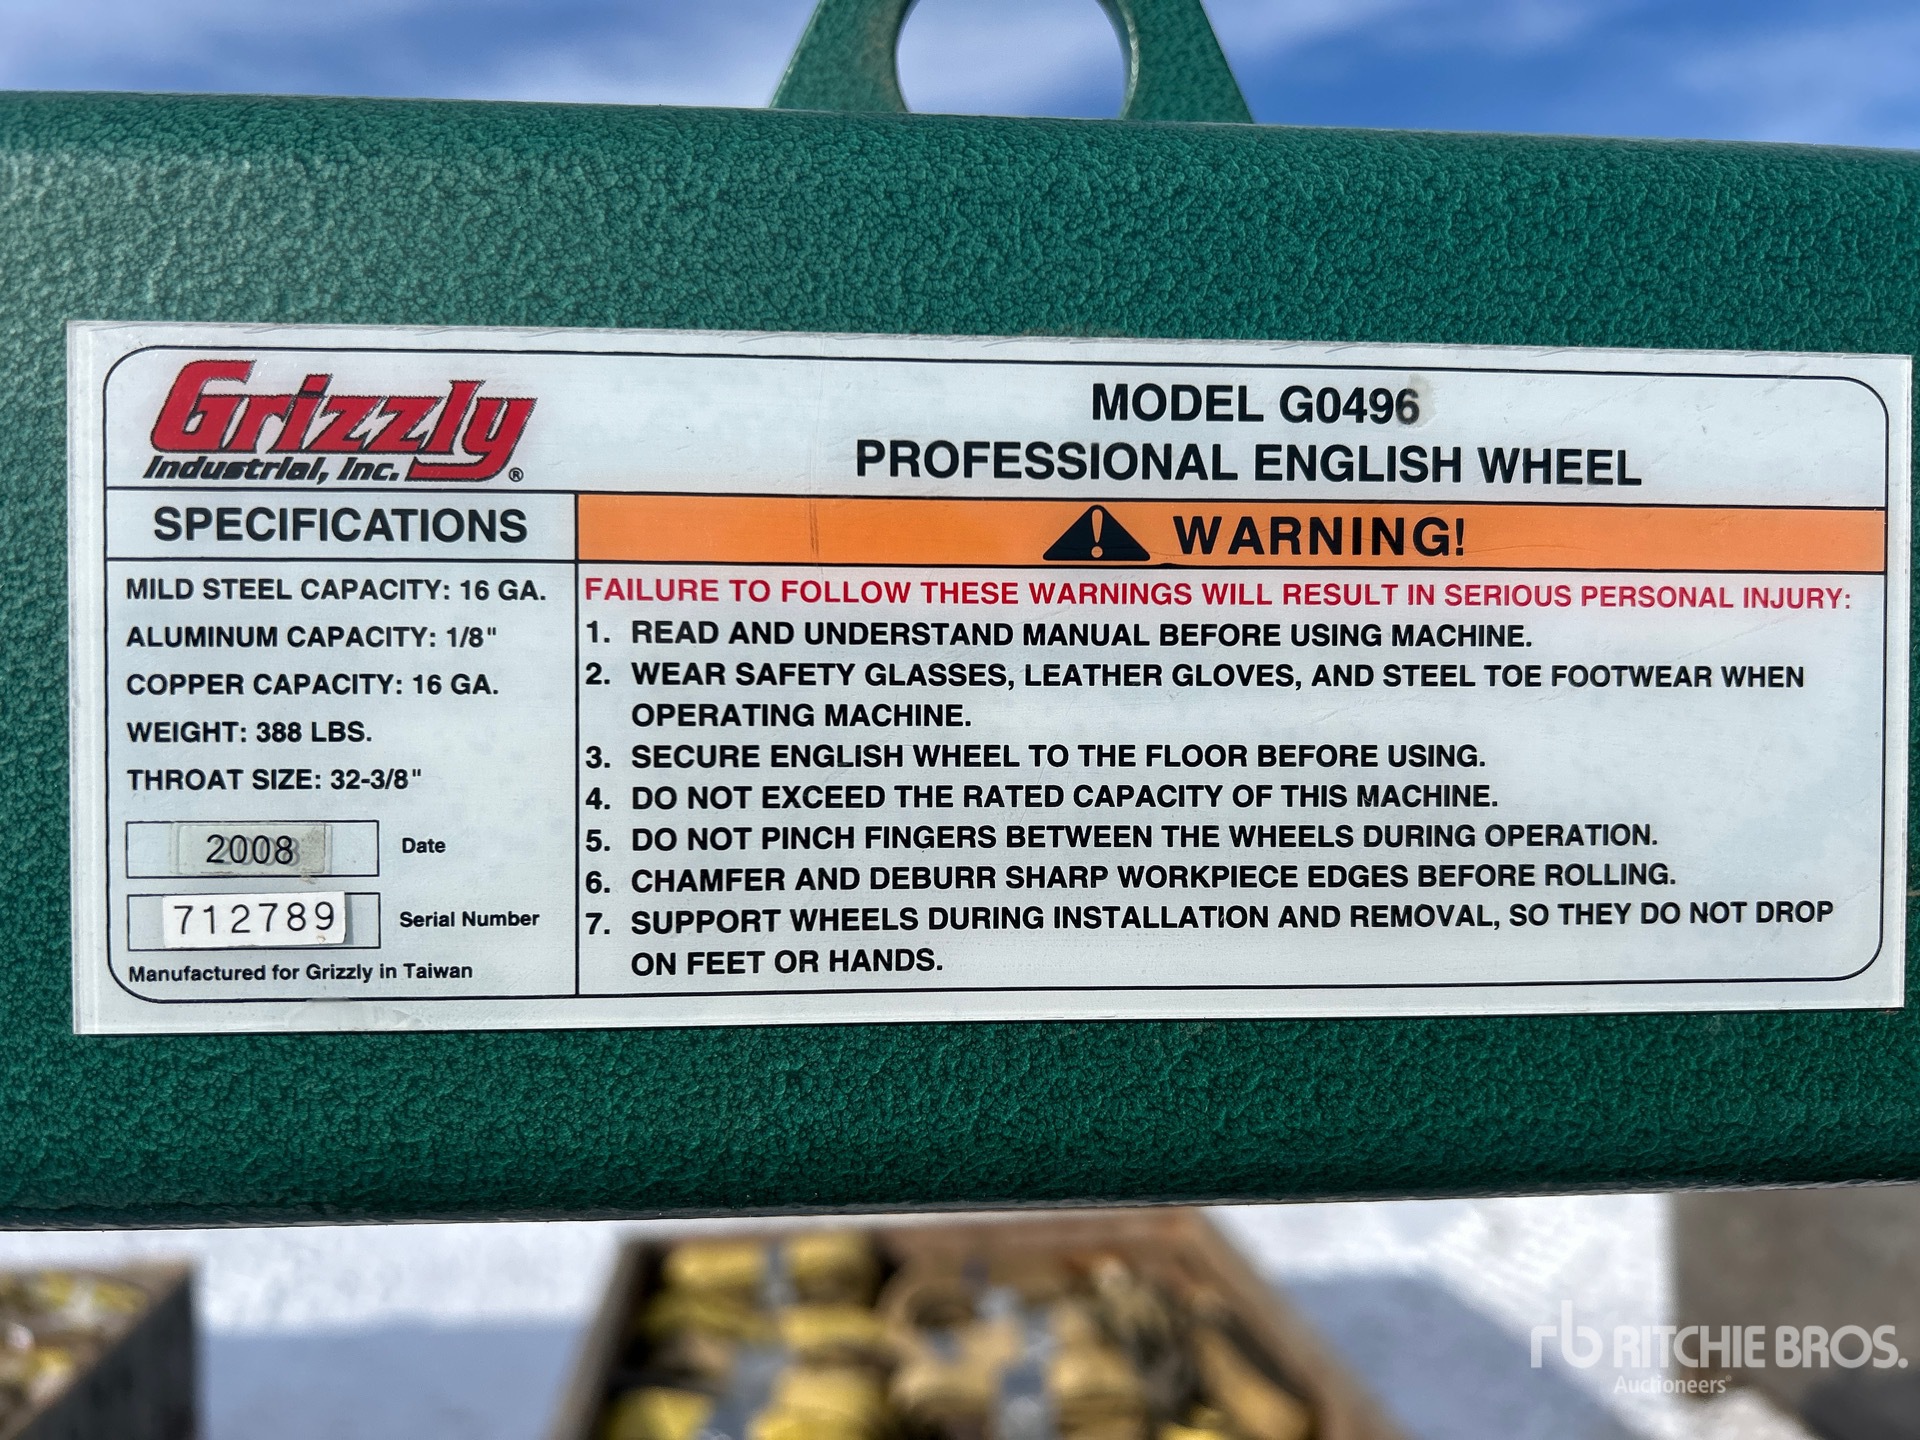 Grizzly
Industrial, Inc. ®
MODEL G0496
PROFESSIONAL ENGLISH WHEEL
SPECIFICATIONS
MILD STEEL CAPACITY: 16 GA.
ALUMINUM CAPACITY: 1/8"
COPPER CAPACITY: 16 GA.
WEIGHT: 388 LBS.
THROAT SIZE: 32-3/8"
2008 Date
712789 Serial Number
Manufactured for Grizzly in Taiwan
WARNING!
FAILURE TO FOLLOW THESE WARNINGS WILL RESULT IN SERIOUS PERSONAL INJURY:
1. READ AND UNDERSTAND MANUAL BEFORE USING MACHINE.
2. WEAR SAFETY GLASSES, LEATHER GLOVES, AND STEEL TOE FOOTWEAR WHEN
OPERATING MACHINE.
3. SECURE ENGLISH WHEEL TO THE FLOOR BEFORE USING.
4. DO NOT EXCEED THE RATED CAPACITY OF THIS MACHINE.
5. DO NOT PINCH FINGERS BETWEEN THE WHEELS DURING OPERATION.
6. CHAMFER AND DEBURR SHARP WORKPIECE EDGES BEFORE ROLLING.
7. SUPPORT WHEELS DURING INSTALLATION AND REMOVAL, SO THEY DO NOT DROP
ON FEET OR HANDS.
rb RITCHIE BROS.
Auctioneers